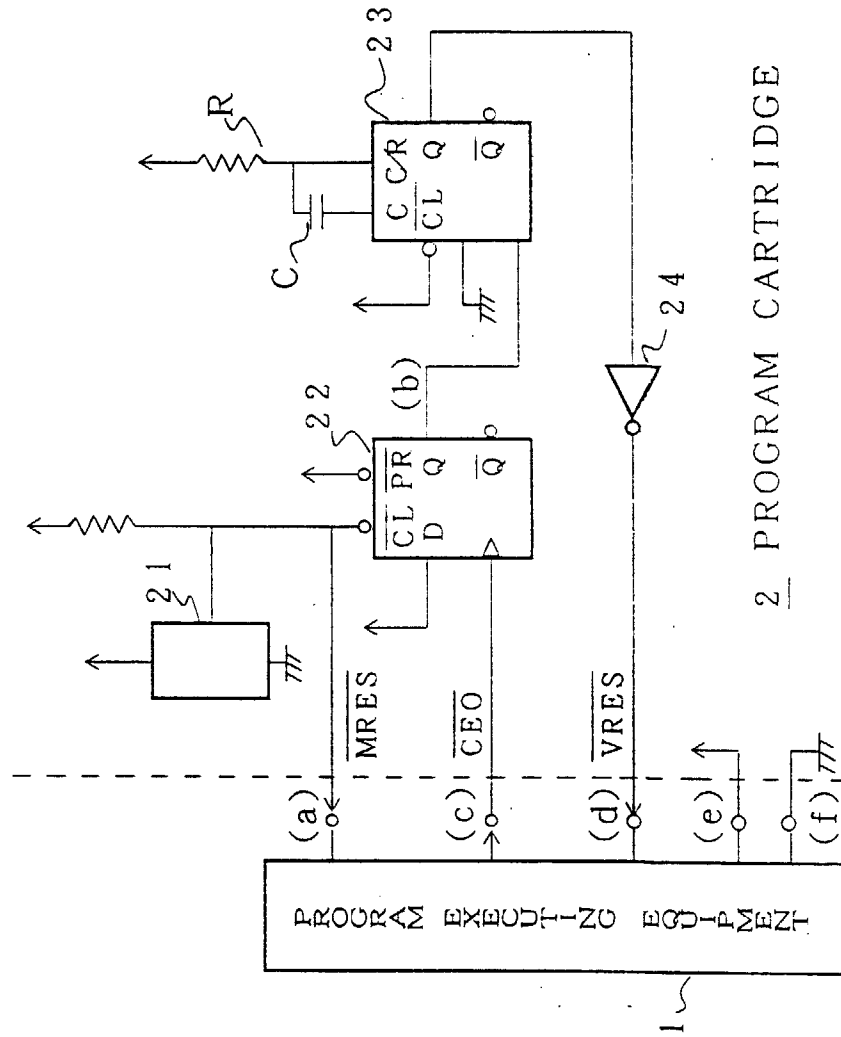 R
2 3
C
C
C/R
CL
Q
Q
2 1
2 2
CL
PR
D
Q
Q
(b)
2 4
(a)
MRES
(c)
CEO
(d)
VRES
(e)
(f)
PROGRAM EXECUTING EQUIPMENT
1
2 PROGRAM CARTRIDGE